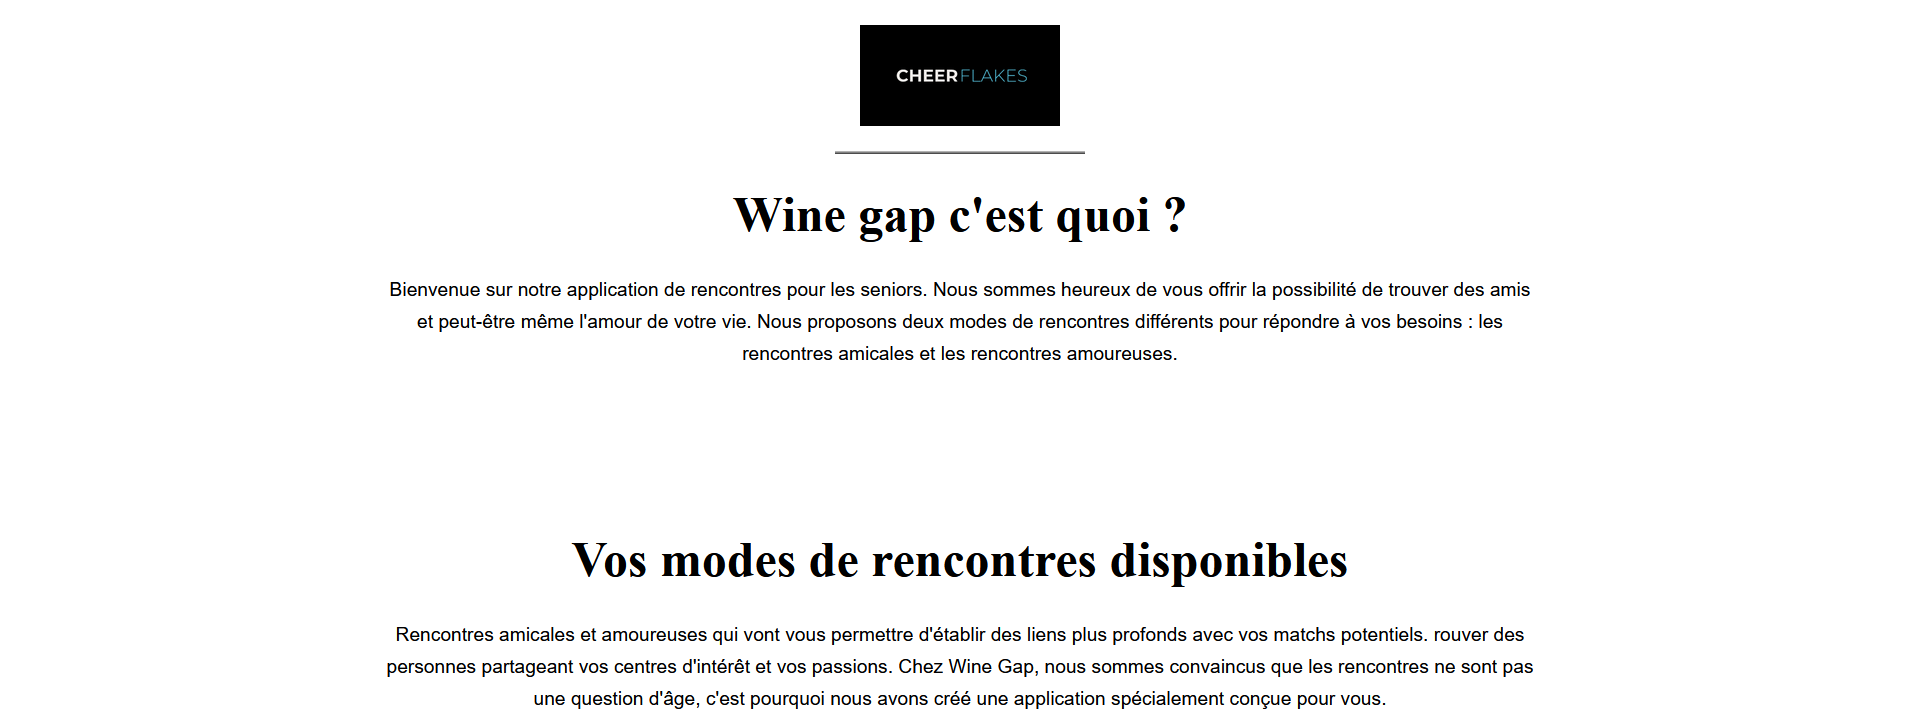 CHEERFLAKES
Wine gap c'est quoi ?
Bienvenue sur notre application de rencontres pour les seniors. Nous sommes heureux de vous offrir la possibilité de trouver des amis
et peut-être même l'amour de votre vie. Nous proposons deux modes de rencontres différents pour répondre à vos besoins : les
rencontres amicales et les rencontres amoureuses.
Vos modes de rencontres disponibles
Rencontres amicales et amoureuses qui vont vous permettre d'établir des liens plus profonds avec vos matchs potentiels. rouver des
personnes partageant vos centres d'intérêt et vos passions. Chez Wine Gap, nous sommes convaincus que les rencontres ne sont pas
une question d'âge, c'est pourquoi nous avons créé une application spécialement conçue pour vous.